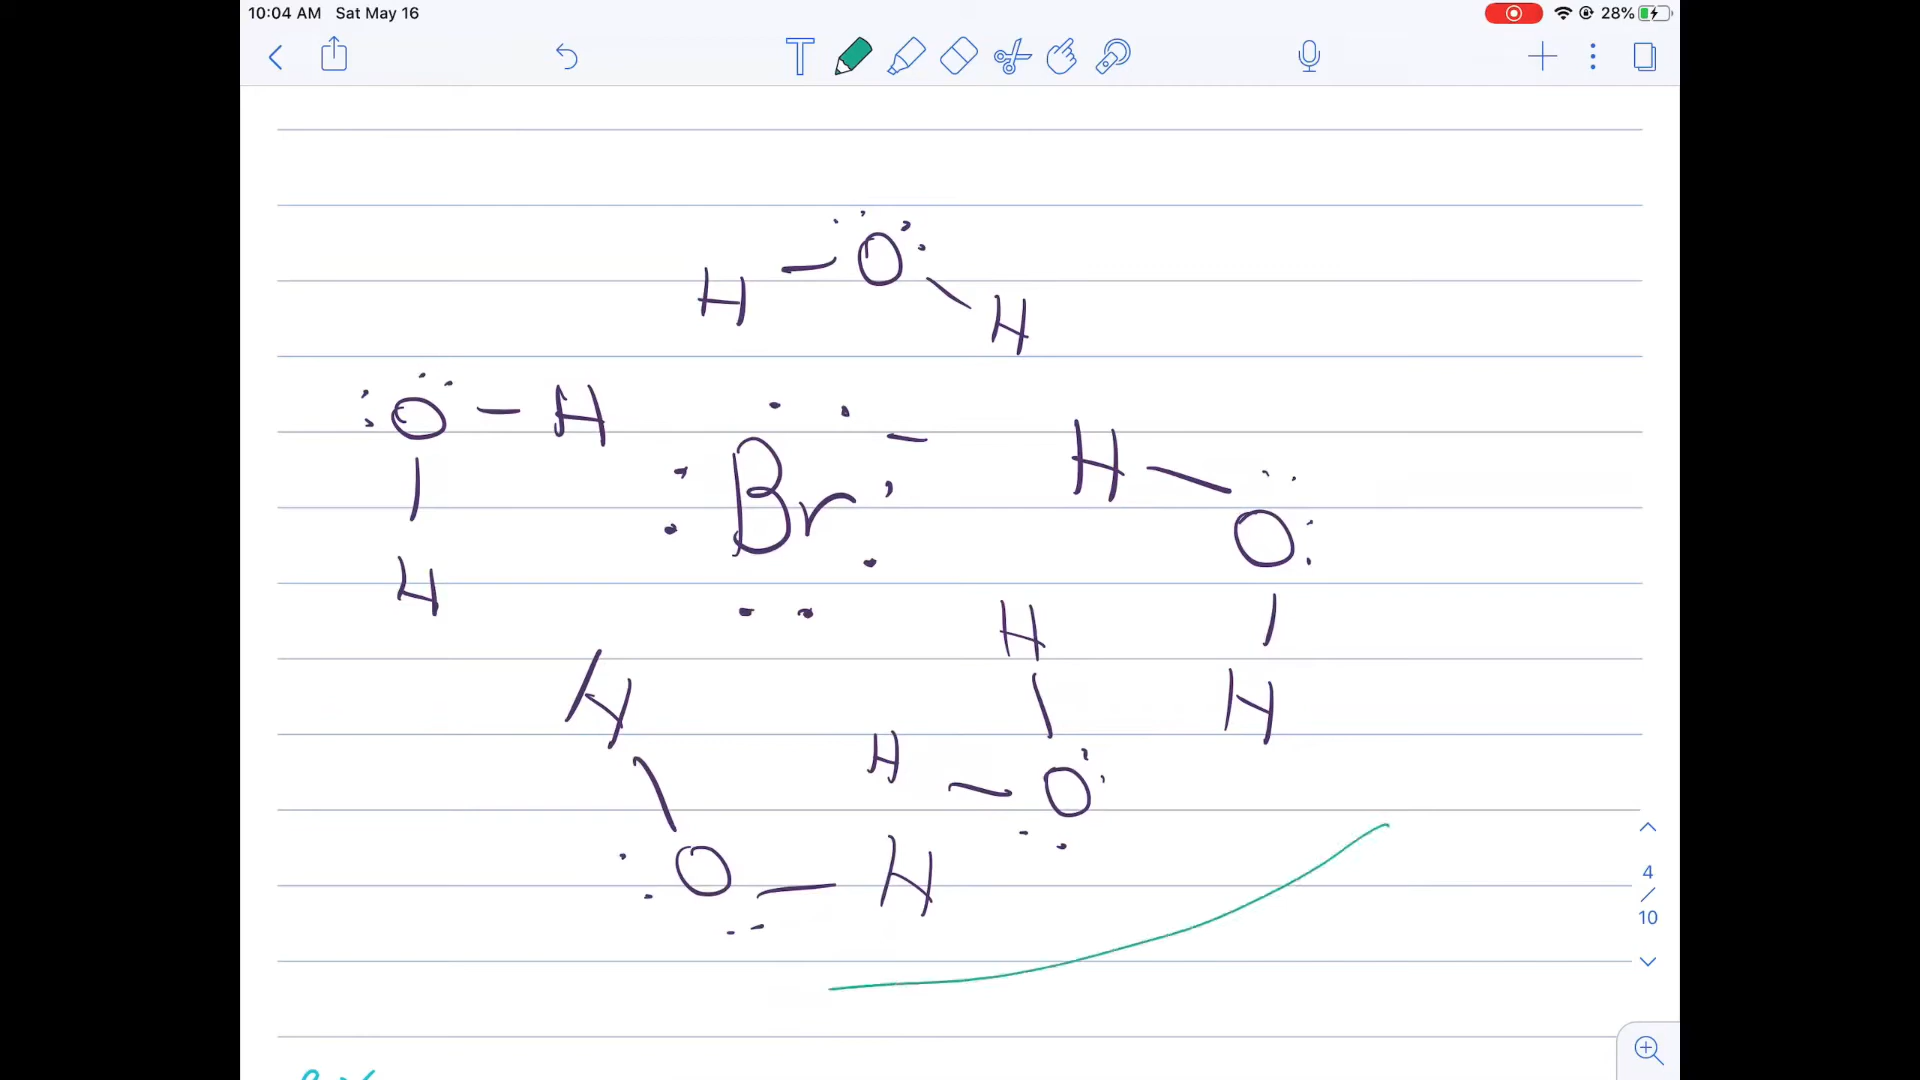 10:04 AM Sat May 16
28%
T
H – O – H
O – H
H
Br –
H – O
H
H
H – O
H
O – H
4
/
10